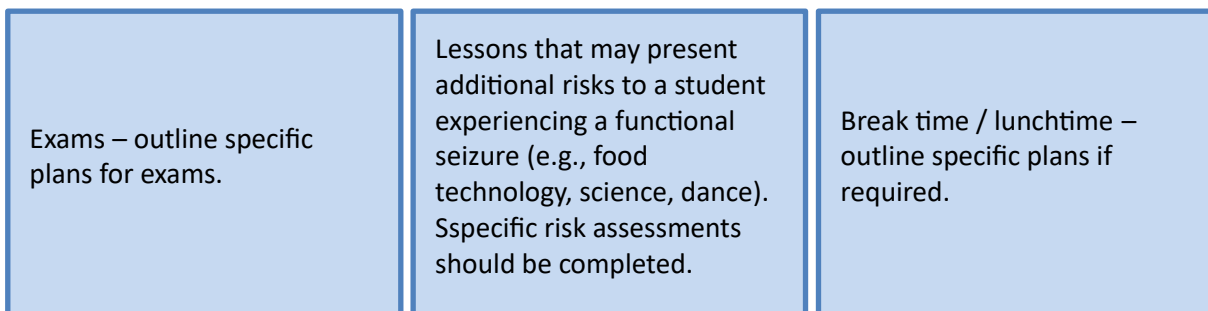 Exams – outline specific
plans for exams.
Lessons that may present
additional risks to a student
experiencing a functional
seizure (e.g., food
technology, science, dance).
Sspecific risk assessments
should be completed.
Break time / lunchtime –
outline specific plans if
required.